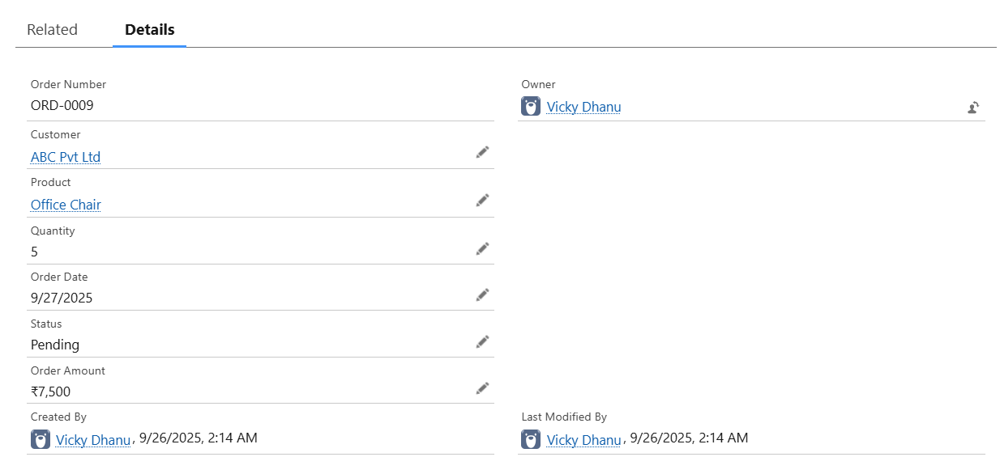 Related Details
Order Number
ORD-0009
Owner
Vicky Dhanu
Customer
ABC Pvt Ltd
Product
Office Chair
Quantity
5
Order Date
9/27/2025
Status
Pending
Order Amount
₹7,500
Created By
Vicky Dhanu, 9/26/2025, 2:14 AM
Last Modified By
Vicky Dhanu, 9/26/2025, 2:14 AM